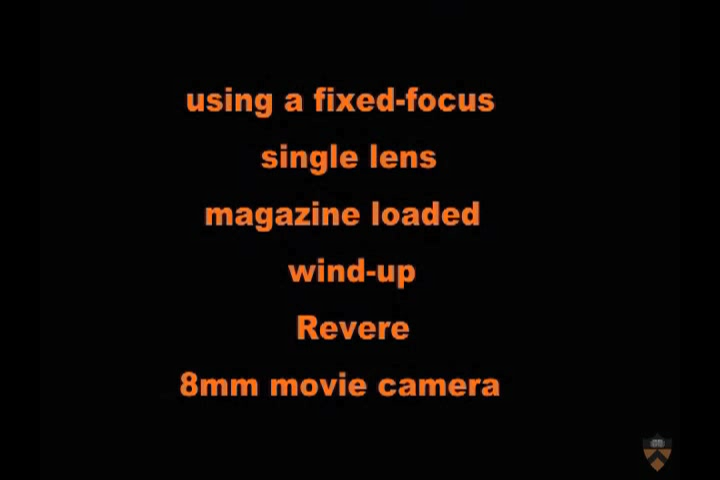 using a fixed-focus
single lens
magazine loaded
wind-up
Revere
8mm movie camera